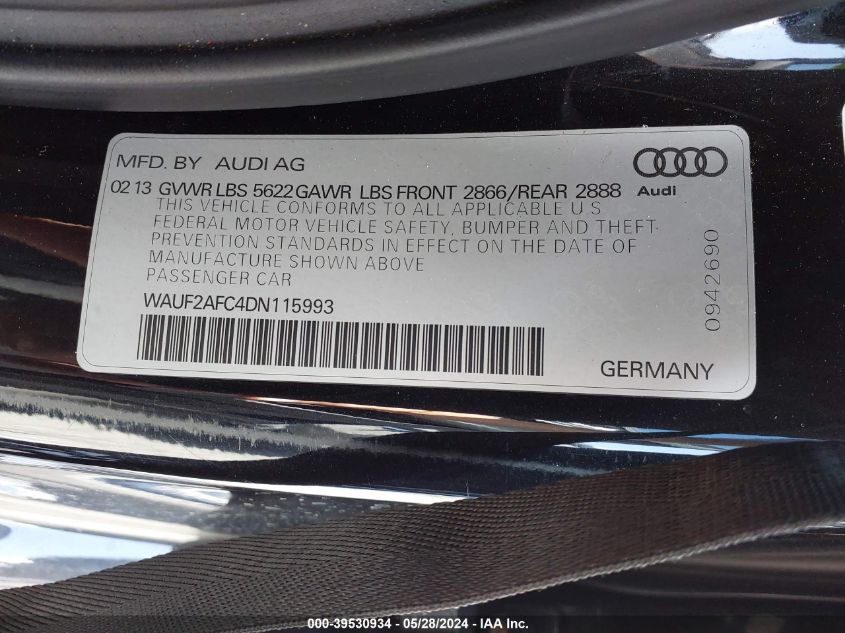 MFD. BY AUDI AG
Audi
02 13 GVWR LBS 5622 GAWR LBS FRONT 2866/REAR 2888
THIS VEHICLE CONFORMS TO ALL APPLICABLE U S
FEDERAL MOTOR VEHICLE SAFETY, BUMPER AND THEFT-
PREVENTION STANDARDS IN EFFECT ON THE DATE OF
MANUFACTURE SHOWN ABOVE
PASSENGER CAR
WAUF2AFC4DN115993
GERMANY
0942690
000-39530934 - 05/28/2024 - IAA Inc.